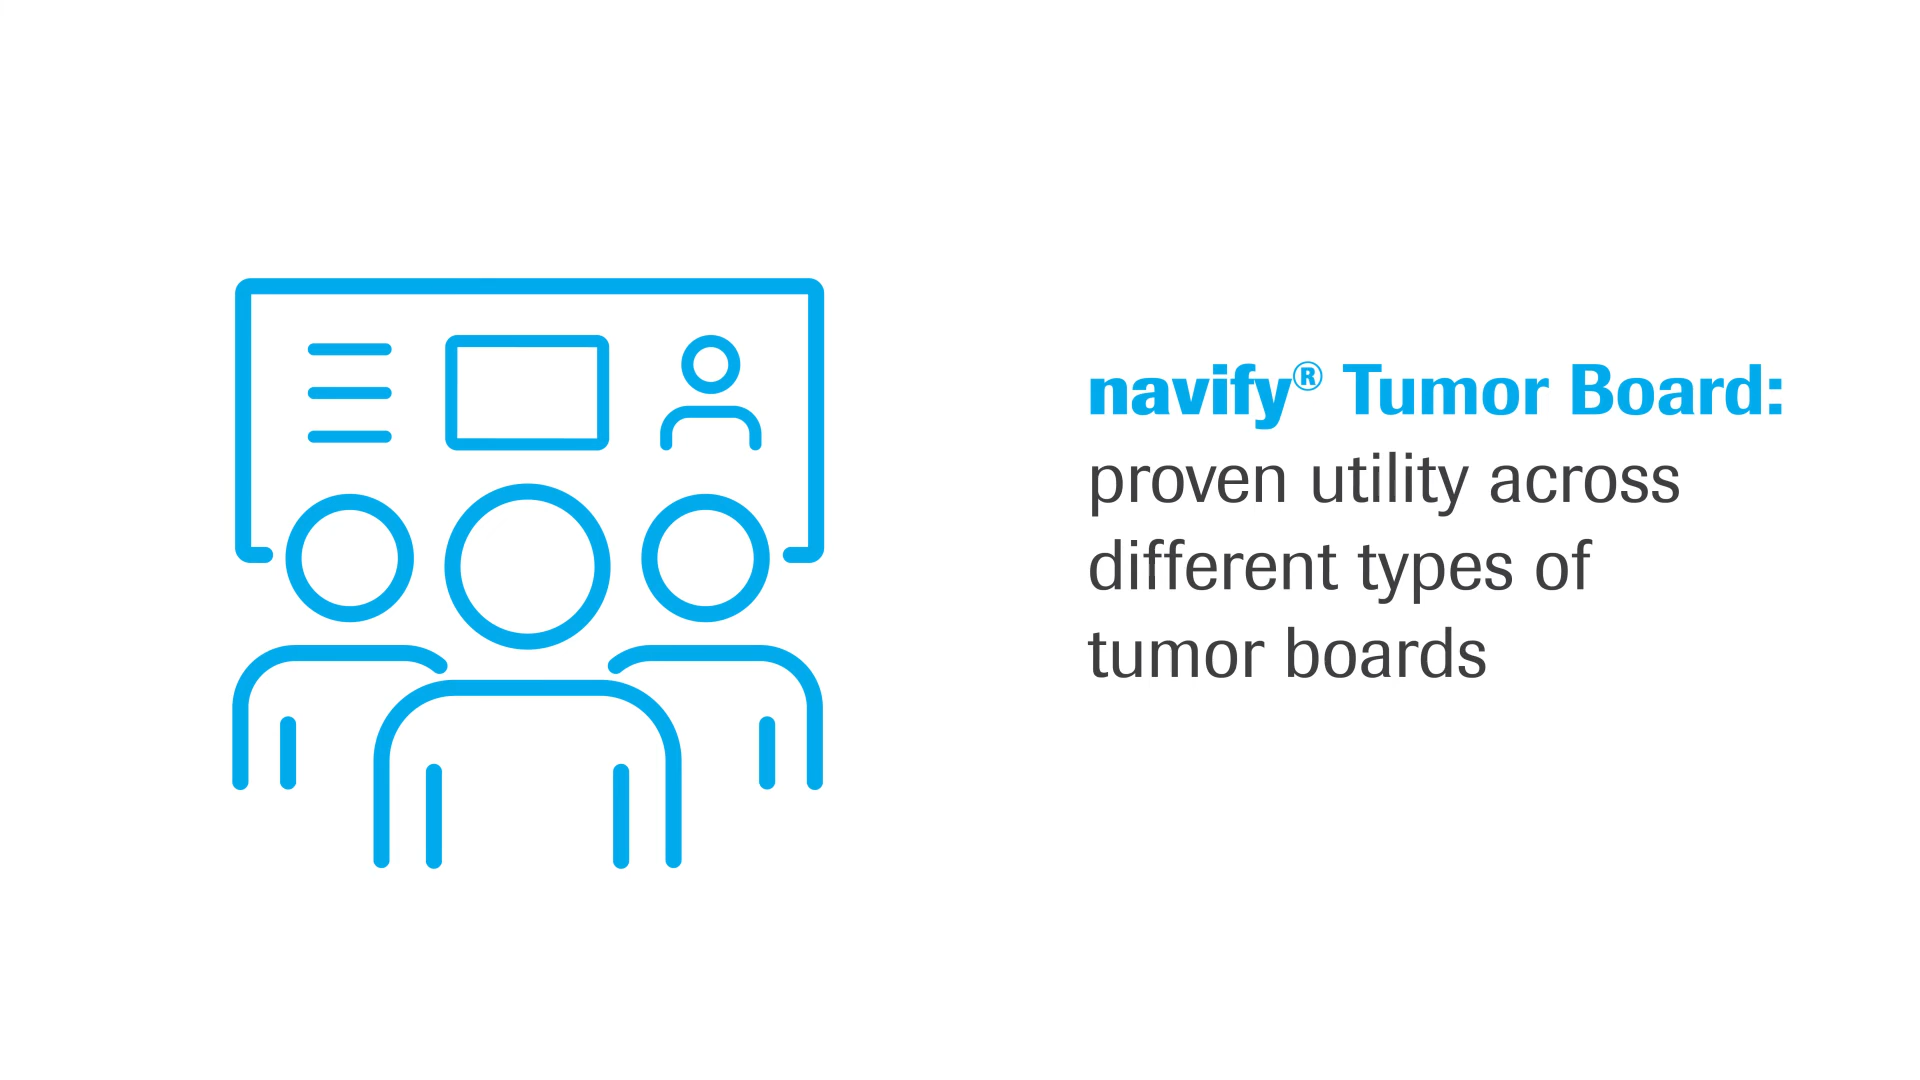 navify® Tumor Board:
proven utility across
different types of
tumor boards